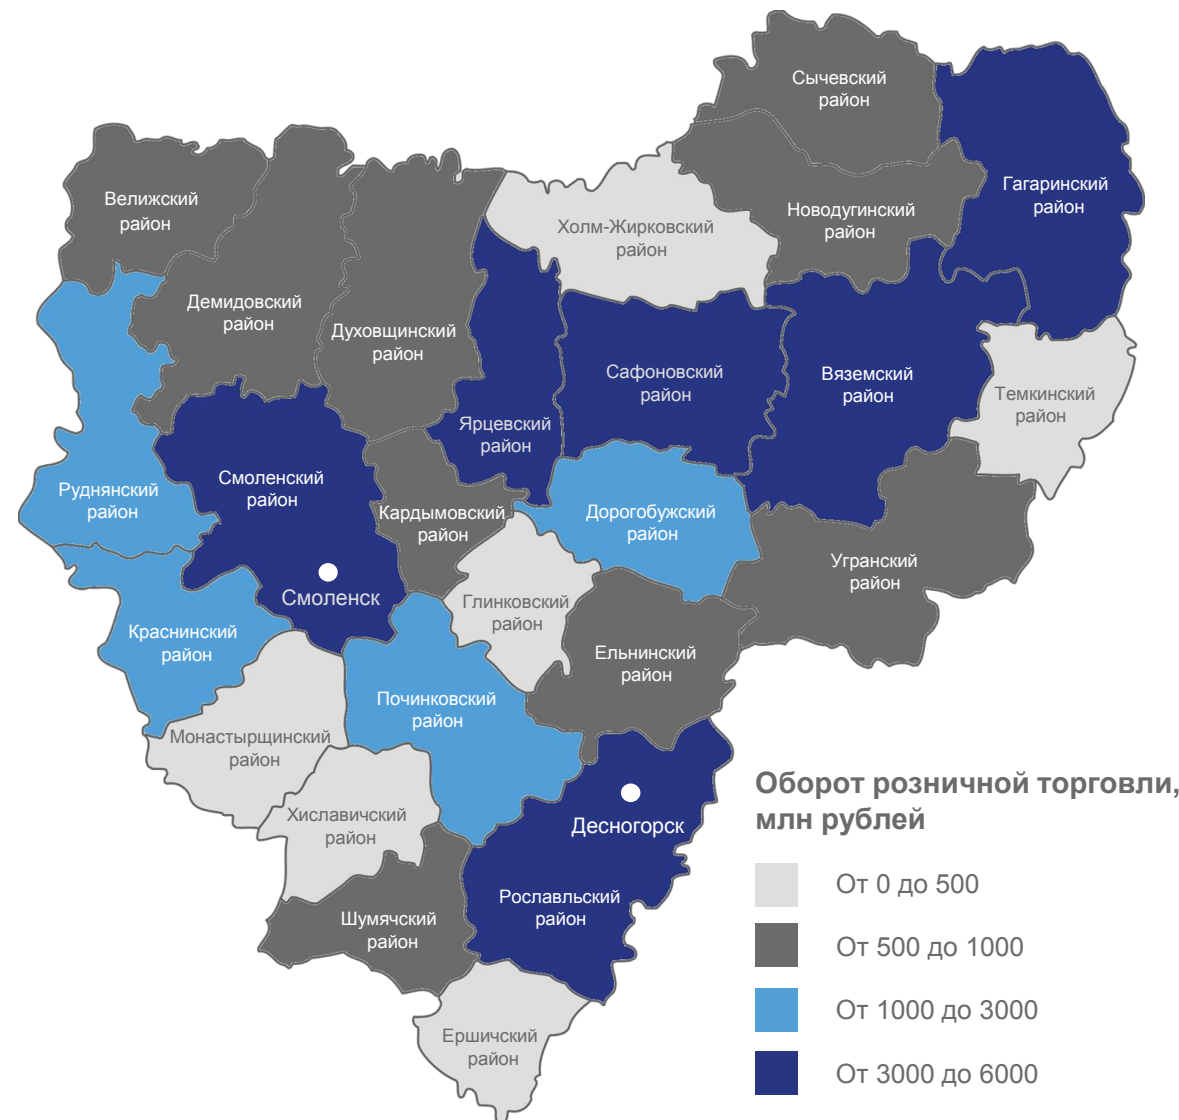 Сычевский
район
Велижский
район
Новодугинский
район
Гагаринский
район
Холм-Жирковский
район
Демидовский
район
Духовщинский
район
Сафоновский
район
Вяземский
район
Темкинский
район
Ярцевский
район
Смоленский
район
Руднянский
район
Кардымовский
район
Дорогобужский
район
Угранский
район
Смоленск
Глинковский
район
Краснинский
район
Ельнинский
район
Починковский
район
Монастырщинский
район
Хиславичский
район
Десногорск
Рославльский
район
Шумячский
район
Ершичский
район
Оборот розничной торговли,
млн рублей
От 0 до 500
От 500 до 1000
От 1000 до 3000
От 3000 до 6000